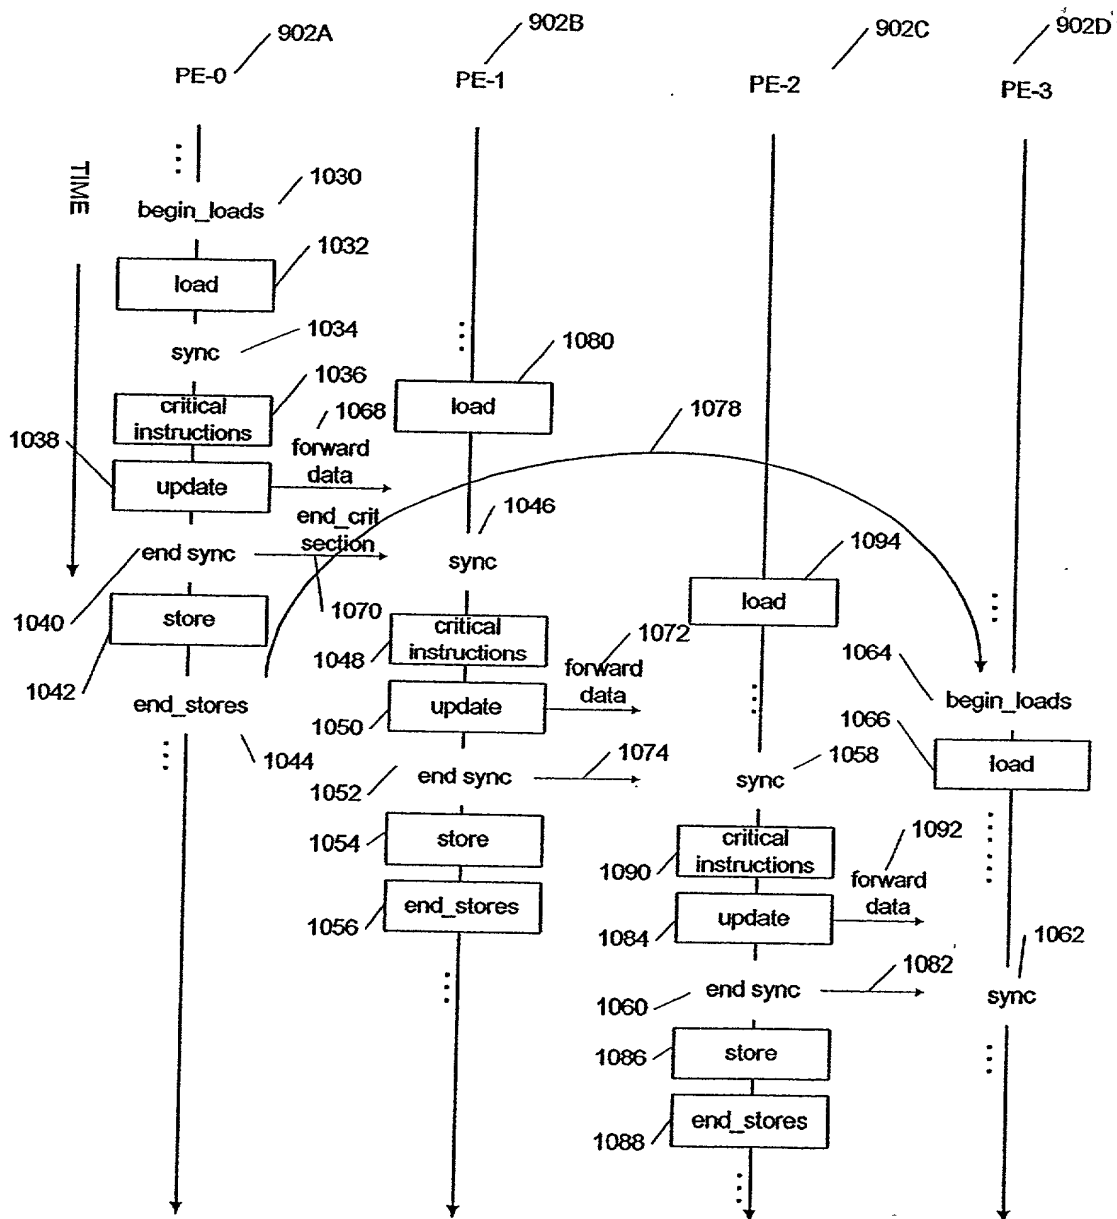 902A
902B
902C
902D
PE-0
PE-1
PE-2
PE-3
TIME
1030
begin_loads
1032
load
1034
sync
1080
load
1036
critical
instructions
1068
forward
data
1078
1038
update
end_crit
section
1046
sync
1094
load
end sync
1040
1070
store
1042
critical
instructions
1048
1072
forward
data
1064
begin_loads
end_stores
1044
update
1050
1066
load
end sync
1052
1074
sync
1058
1054
store
critical
instructions
1090
1092
forward
data
1056
end_stores
update
1084
1062
sync
end sync
1060
1082
1086
store
1088
end_stores